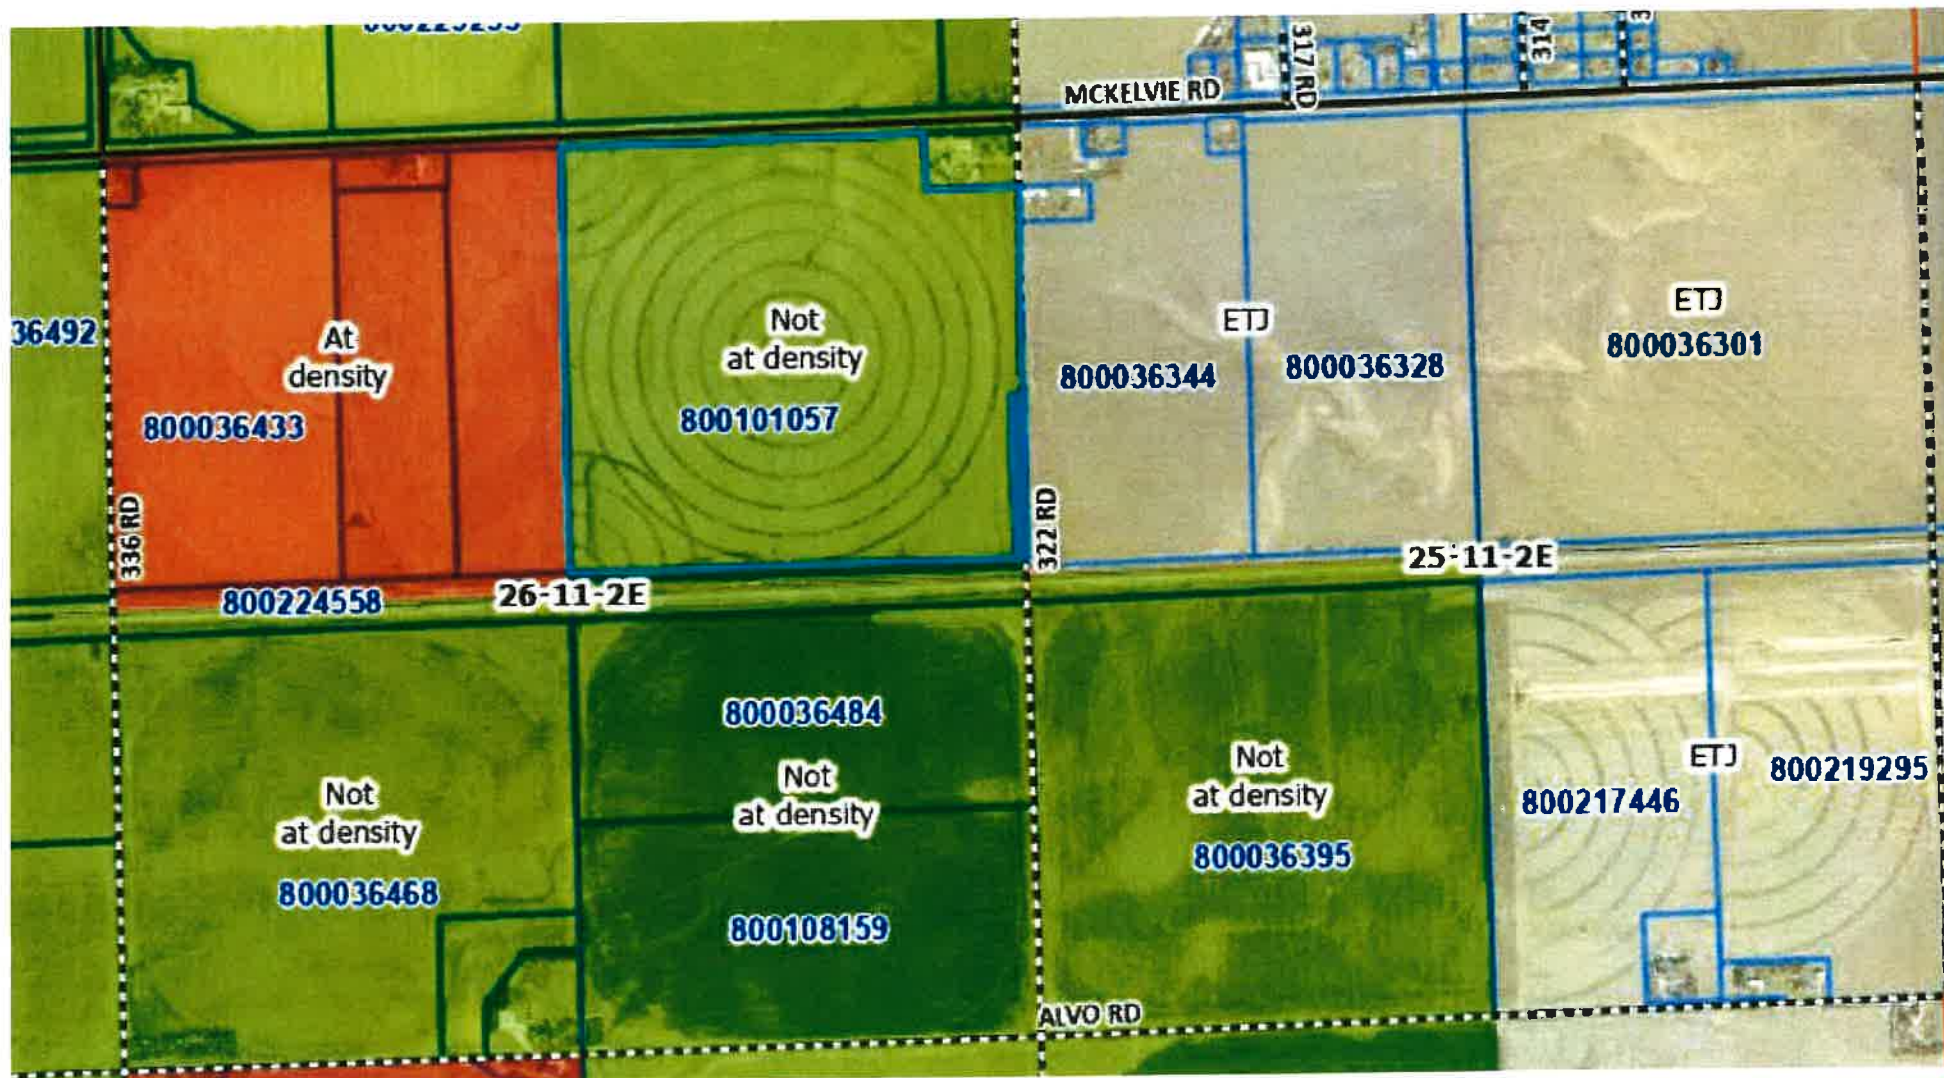 MCKELVIE RD
317 RD
314
36492
At
density
800036433
Not
at density
800101057
ETJ
800036344
800036328
ETJ
800036301
336 RD
322 RD
800224558
26-11-2E
25-11-2E
800036484
Not
at density
800108159
Not
at density
800036468
Not
at density
800036395
ETJ
800217446
800219295
ALVO RD